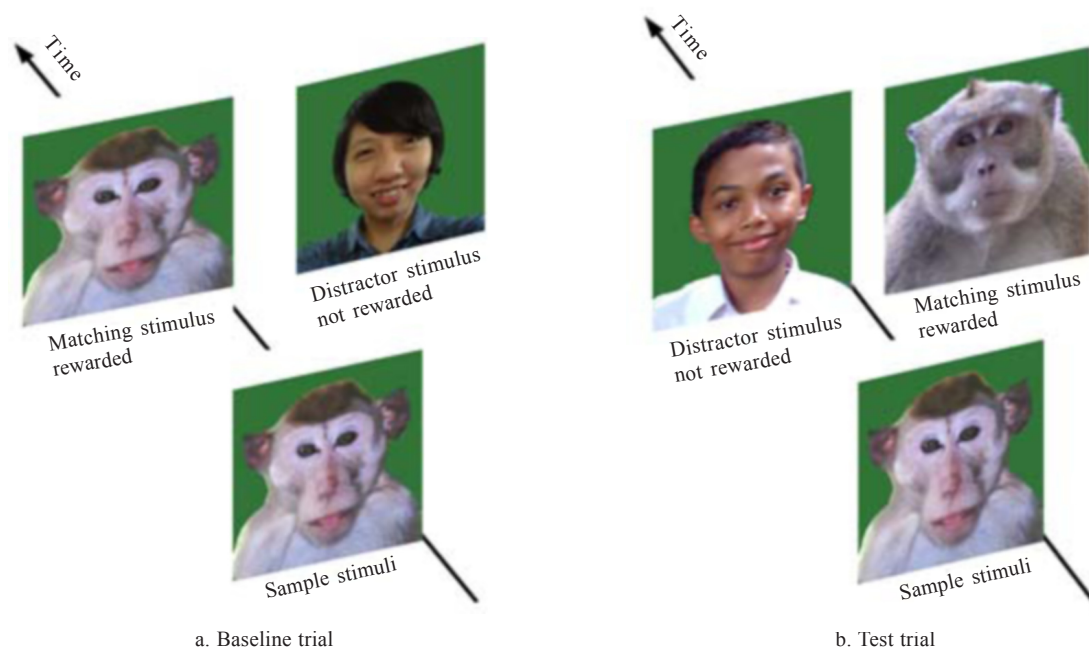 Time
Matching stimulus
rewarded
Distractor stimulus
not rewarded
Sample stimuli
a. Baseline trial
Time
Distractor stimulus
not rewarded
Matching stimulus
rewarded
Sample stimuli
b. Test trial